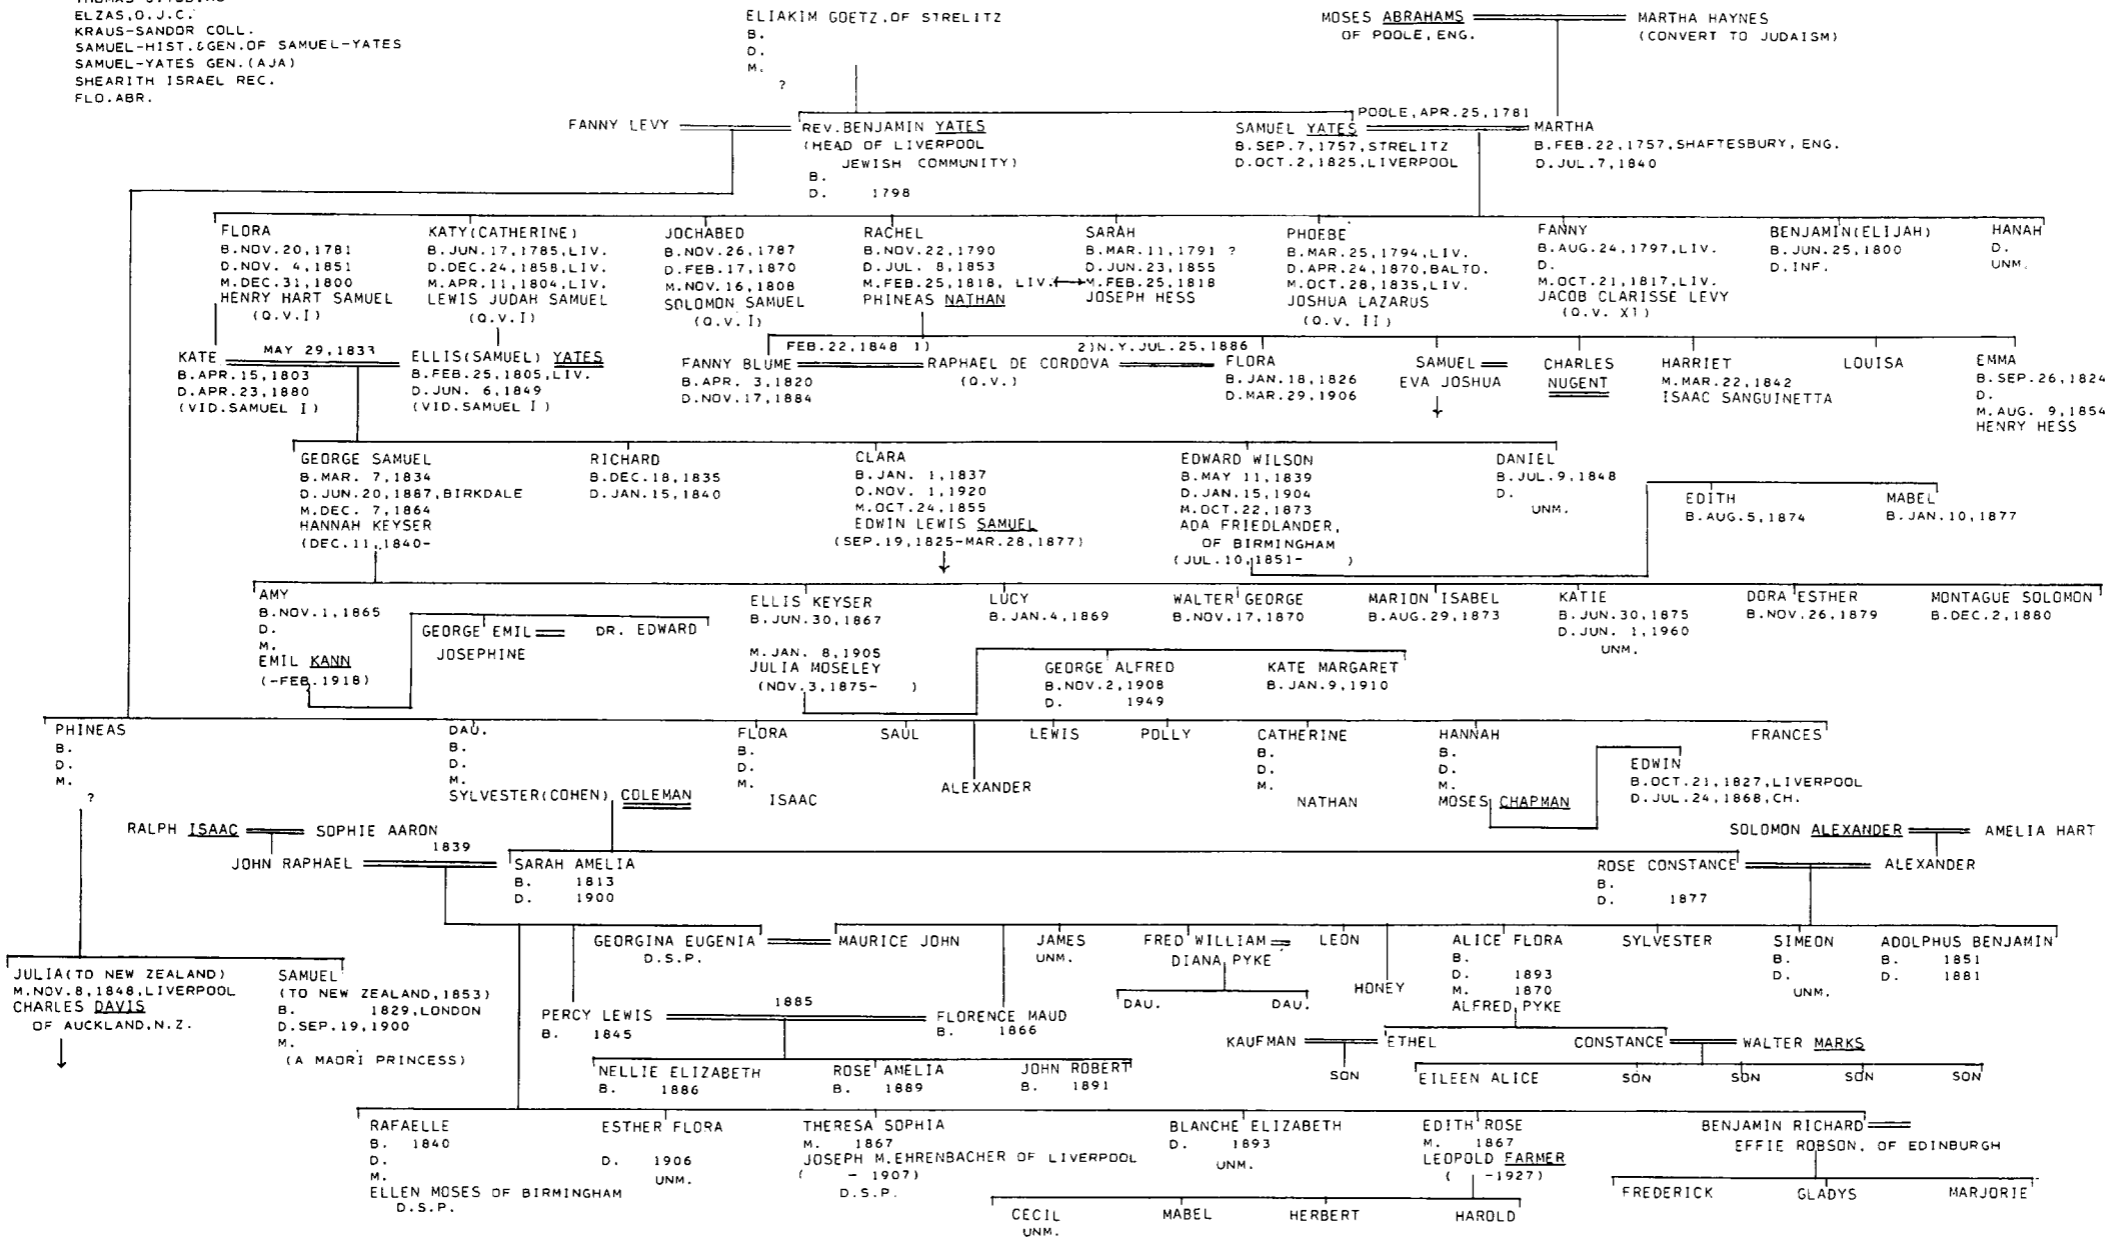 ELZAS,O.J.C.
KRAUS-SANDOR COLL.
SAMUEL-HIST.&GEN.OF SAMUEL-YATES
SAMUEL-YATES GEN.(AJA)
SHEARITH ISRAEL REC.
FLO.ABR.
ELIAKIM GOETZ.OF STRELITZ
B.
D.
M.
?
MOSES ABRAHAMS
OF POOLE, ENG.
MARTHA HAYNES
(CONVERT TO JUDAISM)
FANNY LEVY
REV.BENJAMIN YATES
(HEAD OF LIVERPOOL
JEWISH COMMUNITY)
B.
D. 1798
POOLE,APR.25,1781
SAMUEL YATES
B.SEP.7,1757,STRELITZ
D.OCT.2,1825,LIVERPOOL
MARTHA
B.FEB.22,1757,SHAFTESBURY, ENG.
D.JUL.7,1840
FLORA
B.NOV.20,1781
D.NOV. 4,1851
M.DEC.31,1800
HENRY HART SAMUEL
(Q.V.I)
KATY(CATHERINE)
B.JUN.17,1785,LIV.
D.DEC.24,1858,LIV.
M.APR.11,1804,LIV.
LEWIS JUDAH SAMUEL
(Q.V.I)
JOCHABED
B.NOV.26,1787
D.FEB.17,1870
M.NOV.16,1808
SOLOMON SAMUEL
(Q.V.I)
RACHEL
B.NOV.22,1790
D.JUL. 8,1853
M.FEB.25,1818, LIV.
PHINEAS NATHAN
SARAH
B.MAR.11,1791 ?
D.JUN.23,1855
M.FEB.25,1818
JOSEPH HESS
PHOEBE
B.MAR.25,1794,LIV.
D.APR.24,1870,BALTO.
M.OCT.28,1835,LIV.
JOSHUA LAZARUS
(Q.V. II)
FANNY
B.AUG.24,1797,LIV.
D.
M.OCT.21,1817,LIV.
JACOB CLARISSE LEVY
(Q.V. XI)
BENJAMIN(ELIJAH)
B.JUN.25,1800
D.INF.
HANAH
D.
UNM.
KATE
B.APR.15,1803
D.APR.23,1880
(VID.SAMUEL I)
MAY 29,1833
ELLIS(SAMUEL) YATES
B.FEB.25,1805,LIV.
D.JUN. 6,1849
(VID.SAMUEL I)
FANNY BLUME
B.APR. 3,1820
D.NOV.17,1884
FEB.22,1848 1)
RAPHAEL DE CORDOVA
(Q.V.)
2)N.Y.JUL.25,1886
FLORA
B.JAN.18,1826
D.MAR.29,1906
SAMUEL
EVA JOSHUA
CHARLES
NUGENT
HARRIET
M.MAR.22,1842
ISAAC SANGUINETTA
LOUISA
EMMA
B.SEP.26,1824
D.
M.AUG. 9,1854
HENRY HESS
GEORGE SAMUEL
B.MAR. 7,1834
D.JUN.20,1887,BIRKDALE
M.DEC. 7,1864
HANNAH KEYSER
(DEC.11,1840-
RICHARD
B.DEC.18,1835
D.JAN.15,1840
CLARA
B.JAN. 1,1837
D.NOV. 1,1920
M.OCT.24,1855
EDWIN LEWIS SAMUEL
(SEP.19,1825-MAR.28,1877)
EDWARD WILSON
B.MAY 11,1839
D.JAN.15,1904
M.OCT.22,1873
ADA FRIEDLANDER,
OF BIRMINGHAM
(JUL.10,1851- )
DANIEL
B.JUL.9,1848
D.
UNM.
EDITH
B.AUG.5,1874
MABEL
B.JAN.10,1877
AMY
B.NOV.1,1865
D.
M.
EMIL KANN
(-FEB.1918)
GEORGE EMIL
JOSEPHINE
DR. EDWARD
ELLIS KEYSER
B.JUN.30,1867
M.JAN. 8,1905
JULIA MOSELEY
(NOV.3,1875- )
LUCY
B.JAN.4,1869
WALTER GEORGE
B.NOV.17,1870
MARION ISABEL
B.AUG.29,1873
KATIE
B.JUN.30,1875
D.JUN. 1,1960
UNM.
DORA ESTHER
B.NOV.26,1879
MONTAGUE SOLOMON
B.DEC.2,1880
GEORGE ALFRED
B.NOV.2,1908
D. 1949
KATE MARGARET
B.JAN.9,1910
PHINEAS
B.
D.
M.
?
DAU.
B.
D.
M.
SYLVESTER(COHEN) COLEMAN
FLORA
B.
D.
M.
ISAAC
SAUL
ALEXANDER
LEWIS
POLLY
CATHERINE
B.
D.
M.
NATHAN
HANNAH
B.
D.
M.
MOSES CHAPMAN
FRANCES
EDWIN
B.OCT.21,1827,LIVERPOOL
D.JUL.24,1868,CH.
RALPH ISAAC
SOPHIE AARON
SOLOMON ALEXANDER
AMELIA HART
JOHN RAPHAEL
1839
SARAH AMELIA
B. 1813
D. 1900
ROSE CONSTANCE
B.
D. 1877
ALEXANDER
GEORGINA EUGENIA
D.S.P.
MAURICE JOHN
JAMES
UNM.
FRED WILLIAM
DIANA PYKE
LEON
HONEY
ALICE FLORA
B.
D. 1893
M. 1870
ALFRED PYKE
SYLVESTER
SIMEON
B.
D.
UNM.
ADOLPHUS BENJAMIN
B. 1851
D. 1881
JULIA(TO NEW ZEALAND)
M.NOV.8,1848,LIVERPOOL
CHARLES DAVIS
OF AUCKLAND,N.Z.
SAMUEL
(TO NEW ZEALAND,1853)
B. 1829,LONDON
D.SEP.19,1900
M.
(A MAORI PRINCESS)
PERCY LEWIS
B. 1845
1885
FLORENCE MAUD
B. 1866
DAU.
DAU.
KAUFMAN
ETHEL
CONSTANCE
WALTER MARKS
NELLIE ELIZABETH
B. 1886
ROSE AMELIA
B. 1889
JOHN ROBERT
B. 1891
SON
EILEEN ALICE
SON
SON
SON
SON
RAFAELLE
B. 1840
D.
M.
ELLEN MOSES OF BIRMINGHAM
D.S.P.
ESTHER FLORA
D. 1906
UNM.
THERESA SOPHIA
M. 1867
JOSEPH M.EHRENBACHER OF LIVERPOOL
( - 1907)
D.S.P.
BLANCHE ELIZABETH
D. 1893
UNM.
EDITH ROSE
M. 1867
LEOPOLD FARMER
( -1927)
BENJAMIN RICHARD
EFFIE ROBSON, OF EDINBURGH
CECIL
UNM.
MABEL
HERBERT
HAROLD
FREDERICK
GLADYS
MARJORIE